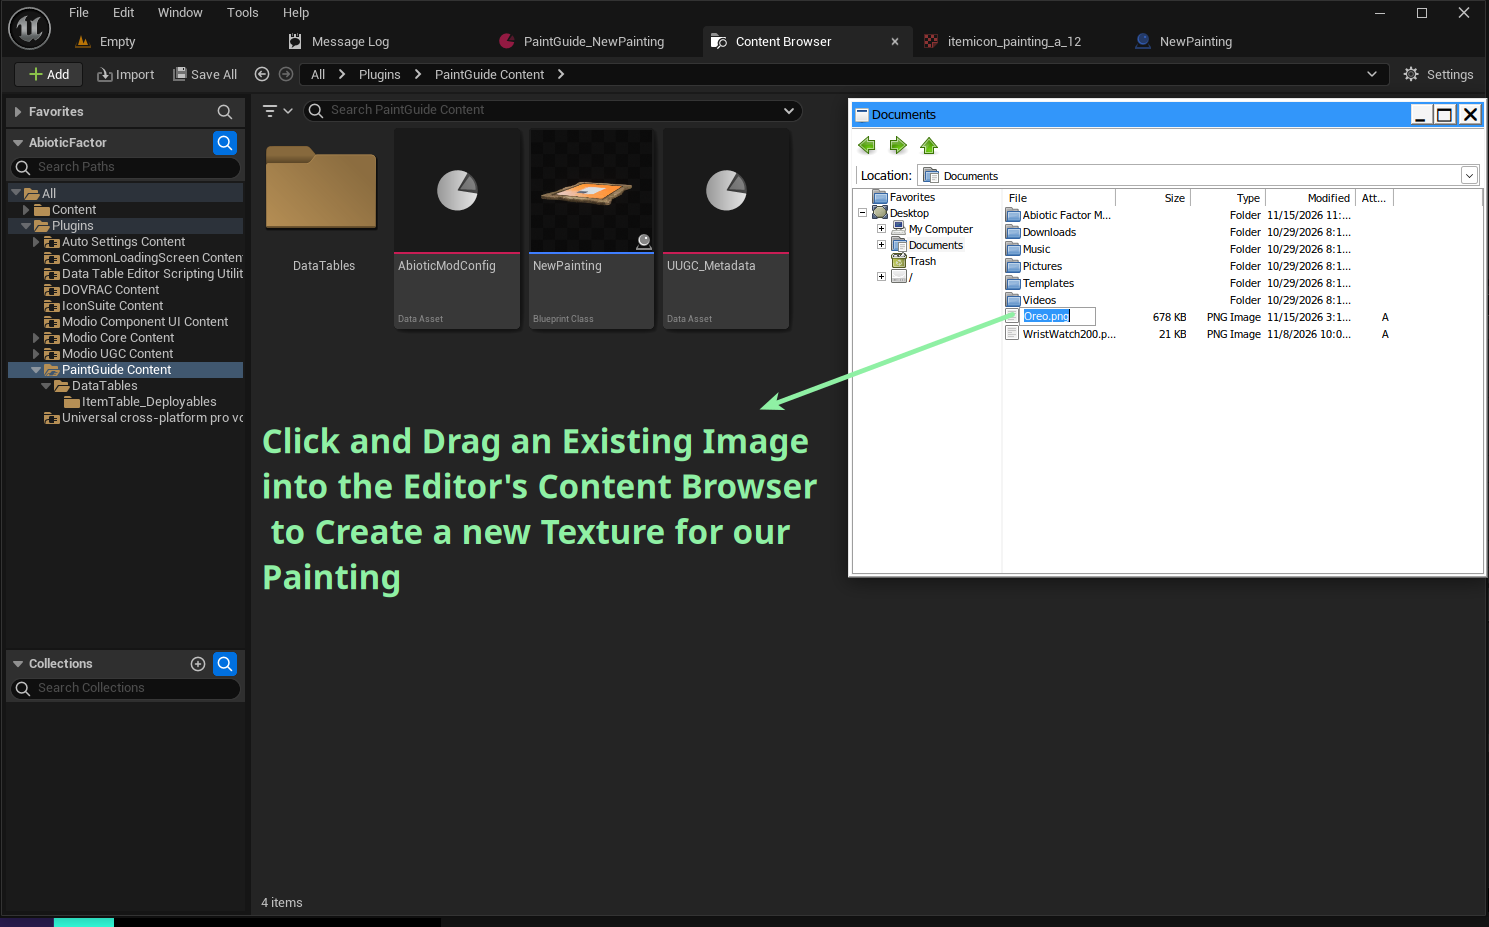 File Edit Window Tools Help
Empty Message Log PaintGuide_NewPainting Content Browser itemicon_painting_a_12 NewPainting
Add Import Save All All Plugins PaintGuide Content Settings
Favorites
AbioticFactor
Search Paths
All
Content
Plugins
Auto Settings Content
CommonLoadingScreen Conten
Data Table Editor Scripting Utilit
DOVRAC Content
IconSuite Content
Modio Component UI Content
Modio Core Content
Modio UGC Content
PaintGuide Content
DataTables
ItemTable_Deployables
Universal cross-platform pro vo
Collections
Search Collections
Search PaintGuide Content
DataTables
AbioticModConfig
Data Asset
NewPainting
Blueprint Class
UUGC_Metadata
Data Asset
Click and Drag an Existing Image
into the Editor's Content Browser
to Create a new Texture for our
Painting
4 items
Documents
Location: Documents
Favorites
Desktop
My Computer
Documents
Trash
/
File Size Type Modified Att...
Abiotic Factor M... Folder 11/15/2026 11:...
Downloads Folder 10/29/2026 8:1...
Music Folder 10/29/2026 8:1...
Pictures Folder 10/29/2026 8:1...
Templates Folder 10/29/2026 8:1...
Videos Folder 10/29/2026 8:1...
Oreo.png 678 KB PNG Image 11/15/2026 3:1... A
WristWatch200.p... 21 KB PNG Image 11/8/2026 10:0... A